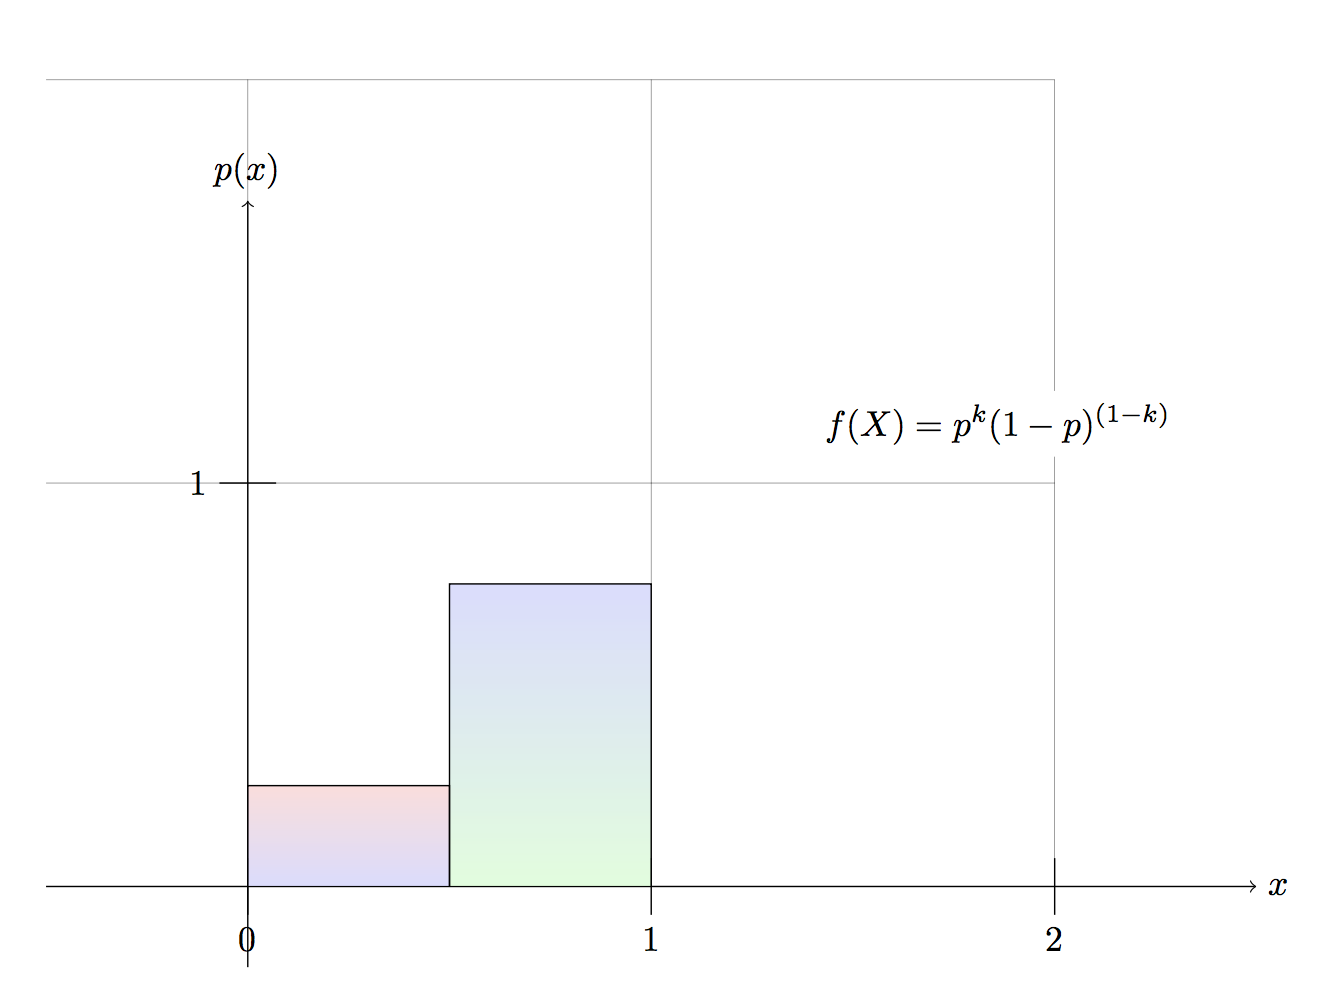 p(x)
f(X) = p^k(1 − p)^(1−k)
1
x
0 1 2